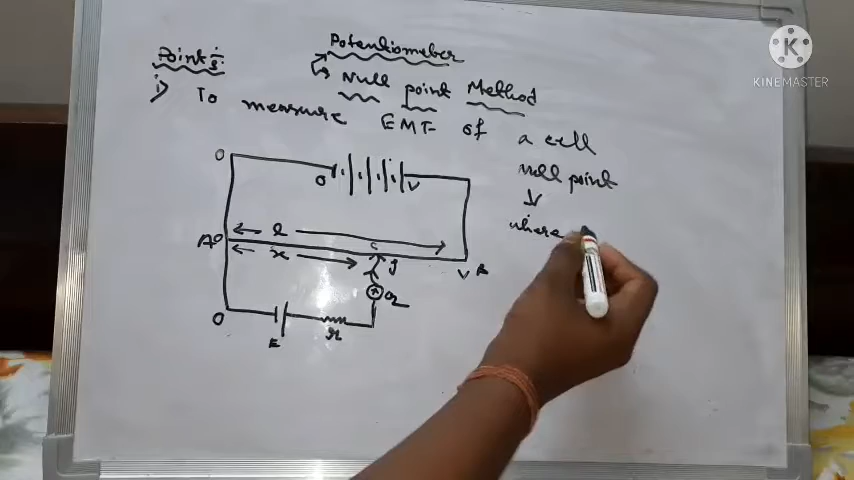 Potentiometer
Points:
Null point Method
i) To measure EMF of a cell
Null point
where
O
O
V
l
A O
x
C
J
V B
G
O
E
r
K
KINEMASTER